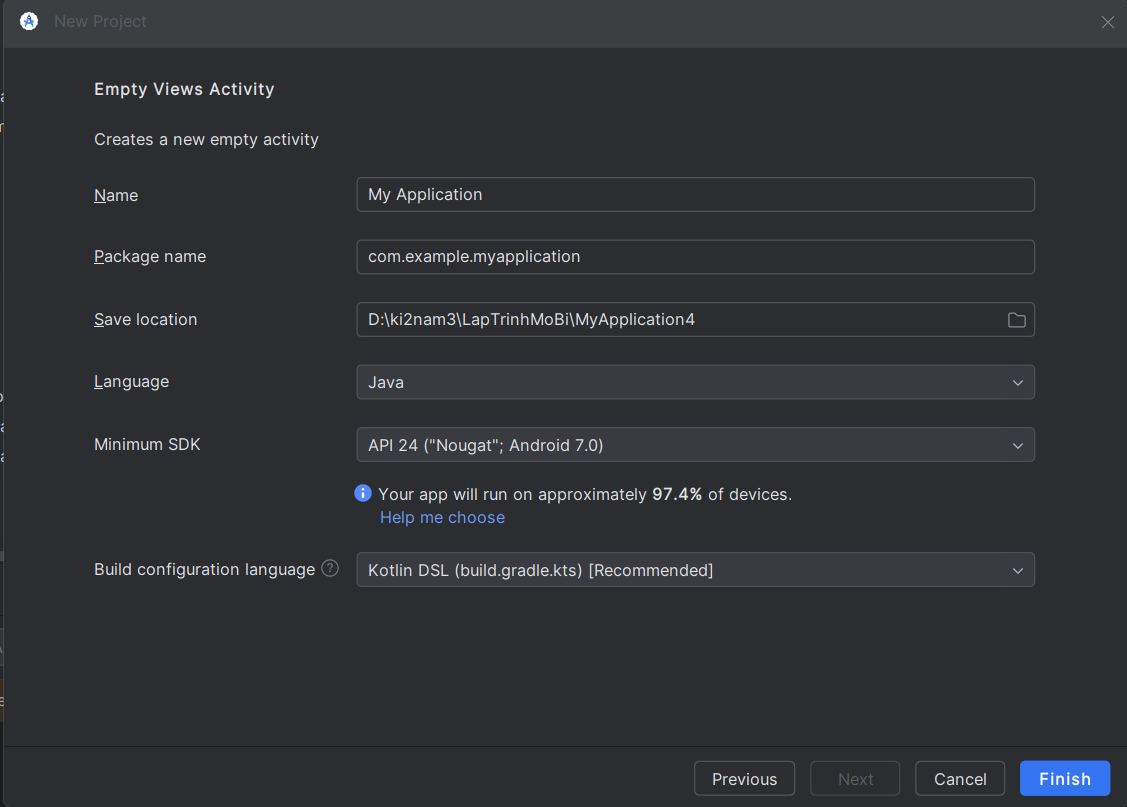 New Project
Empty Views Activity
Creates a new empty activity
Name
My Application
Package name
com.example.myapplication
Save location
D:\ki2nam3\LapTrinhMoBi\MyApplication4
Language
Java
Minimum SDK
API 24 ("Nougat"; Android 7.0)
Your app will run on approximately 97.4% of devices.
Help me choose
Build configuration language
Kotlin DSL (build.gradle.kts) [Recommended]
Previous
Next
Cancel
Finish